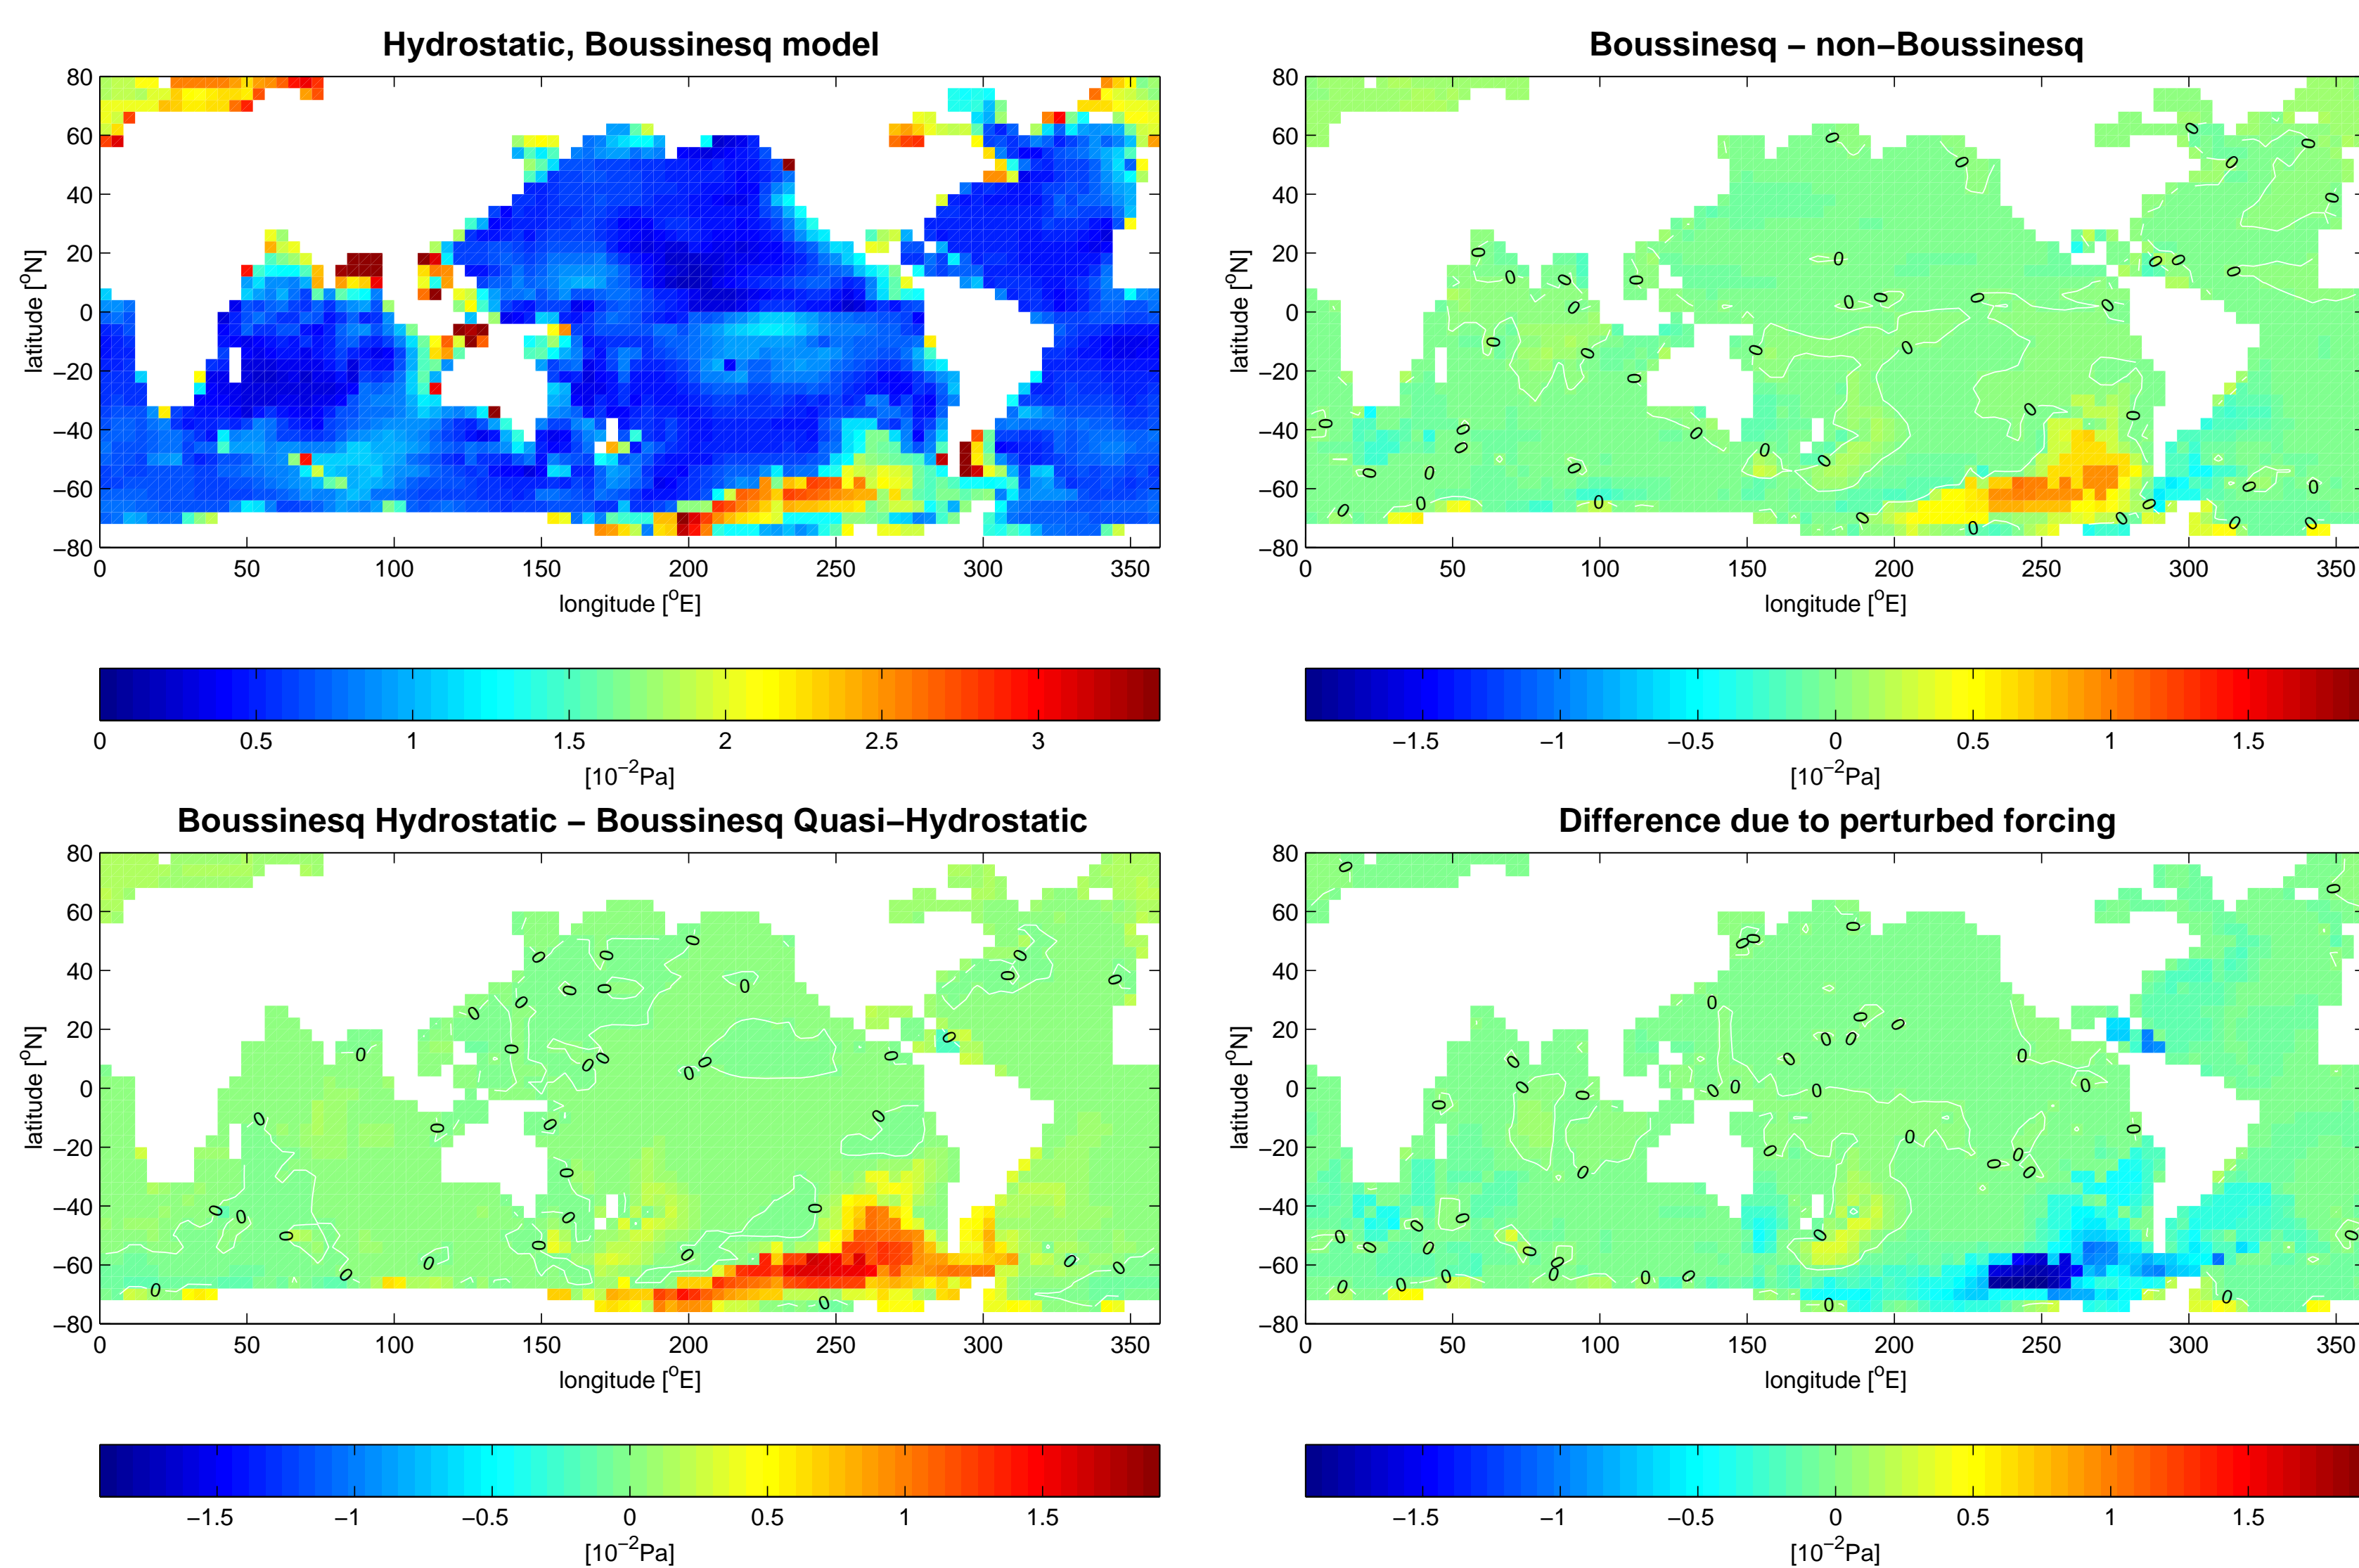 Hydrostatic, Boussinesq model
80
60
40
20
0
−20
−40
−60
−80
latitude [°N]
0 50 100 150 200 250 300 350
longitude [°E]
0 0.5 1 1.5 2 2.5 3
[10−2Pa]
Boussinesq − non−Boussinesq
80
60
40
20
0
−20
−40
−60
−80
latitude [°N]
0 50 100 150 200 250 300 350
longitude [°E]
−1.5 −1 −0.5 0 0.5 1 1.5
[10−2Pa]
Boussinesq Hydrostatic − Boussinesq Quasi−Hydrostatic
80
60
40
20
0
−20
−40
−60
−80
latitude [°N]
0 50 100 150 200 250 300 350
longitude [°E]
−1.5 −1 −0.5 0 0.5 1 1.5
[10−2Pa]
Difference due to perturbed forcing
80
60
40
20
0
−20
−40
−60
−80
latitude [°N]
0 50 100 150 200 250 300 350
longitude [°E]
−1.5 −1 −0.5 0 0.5 1 1.5
[10−2Pa]